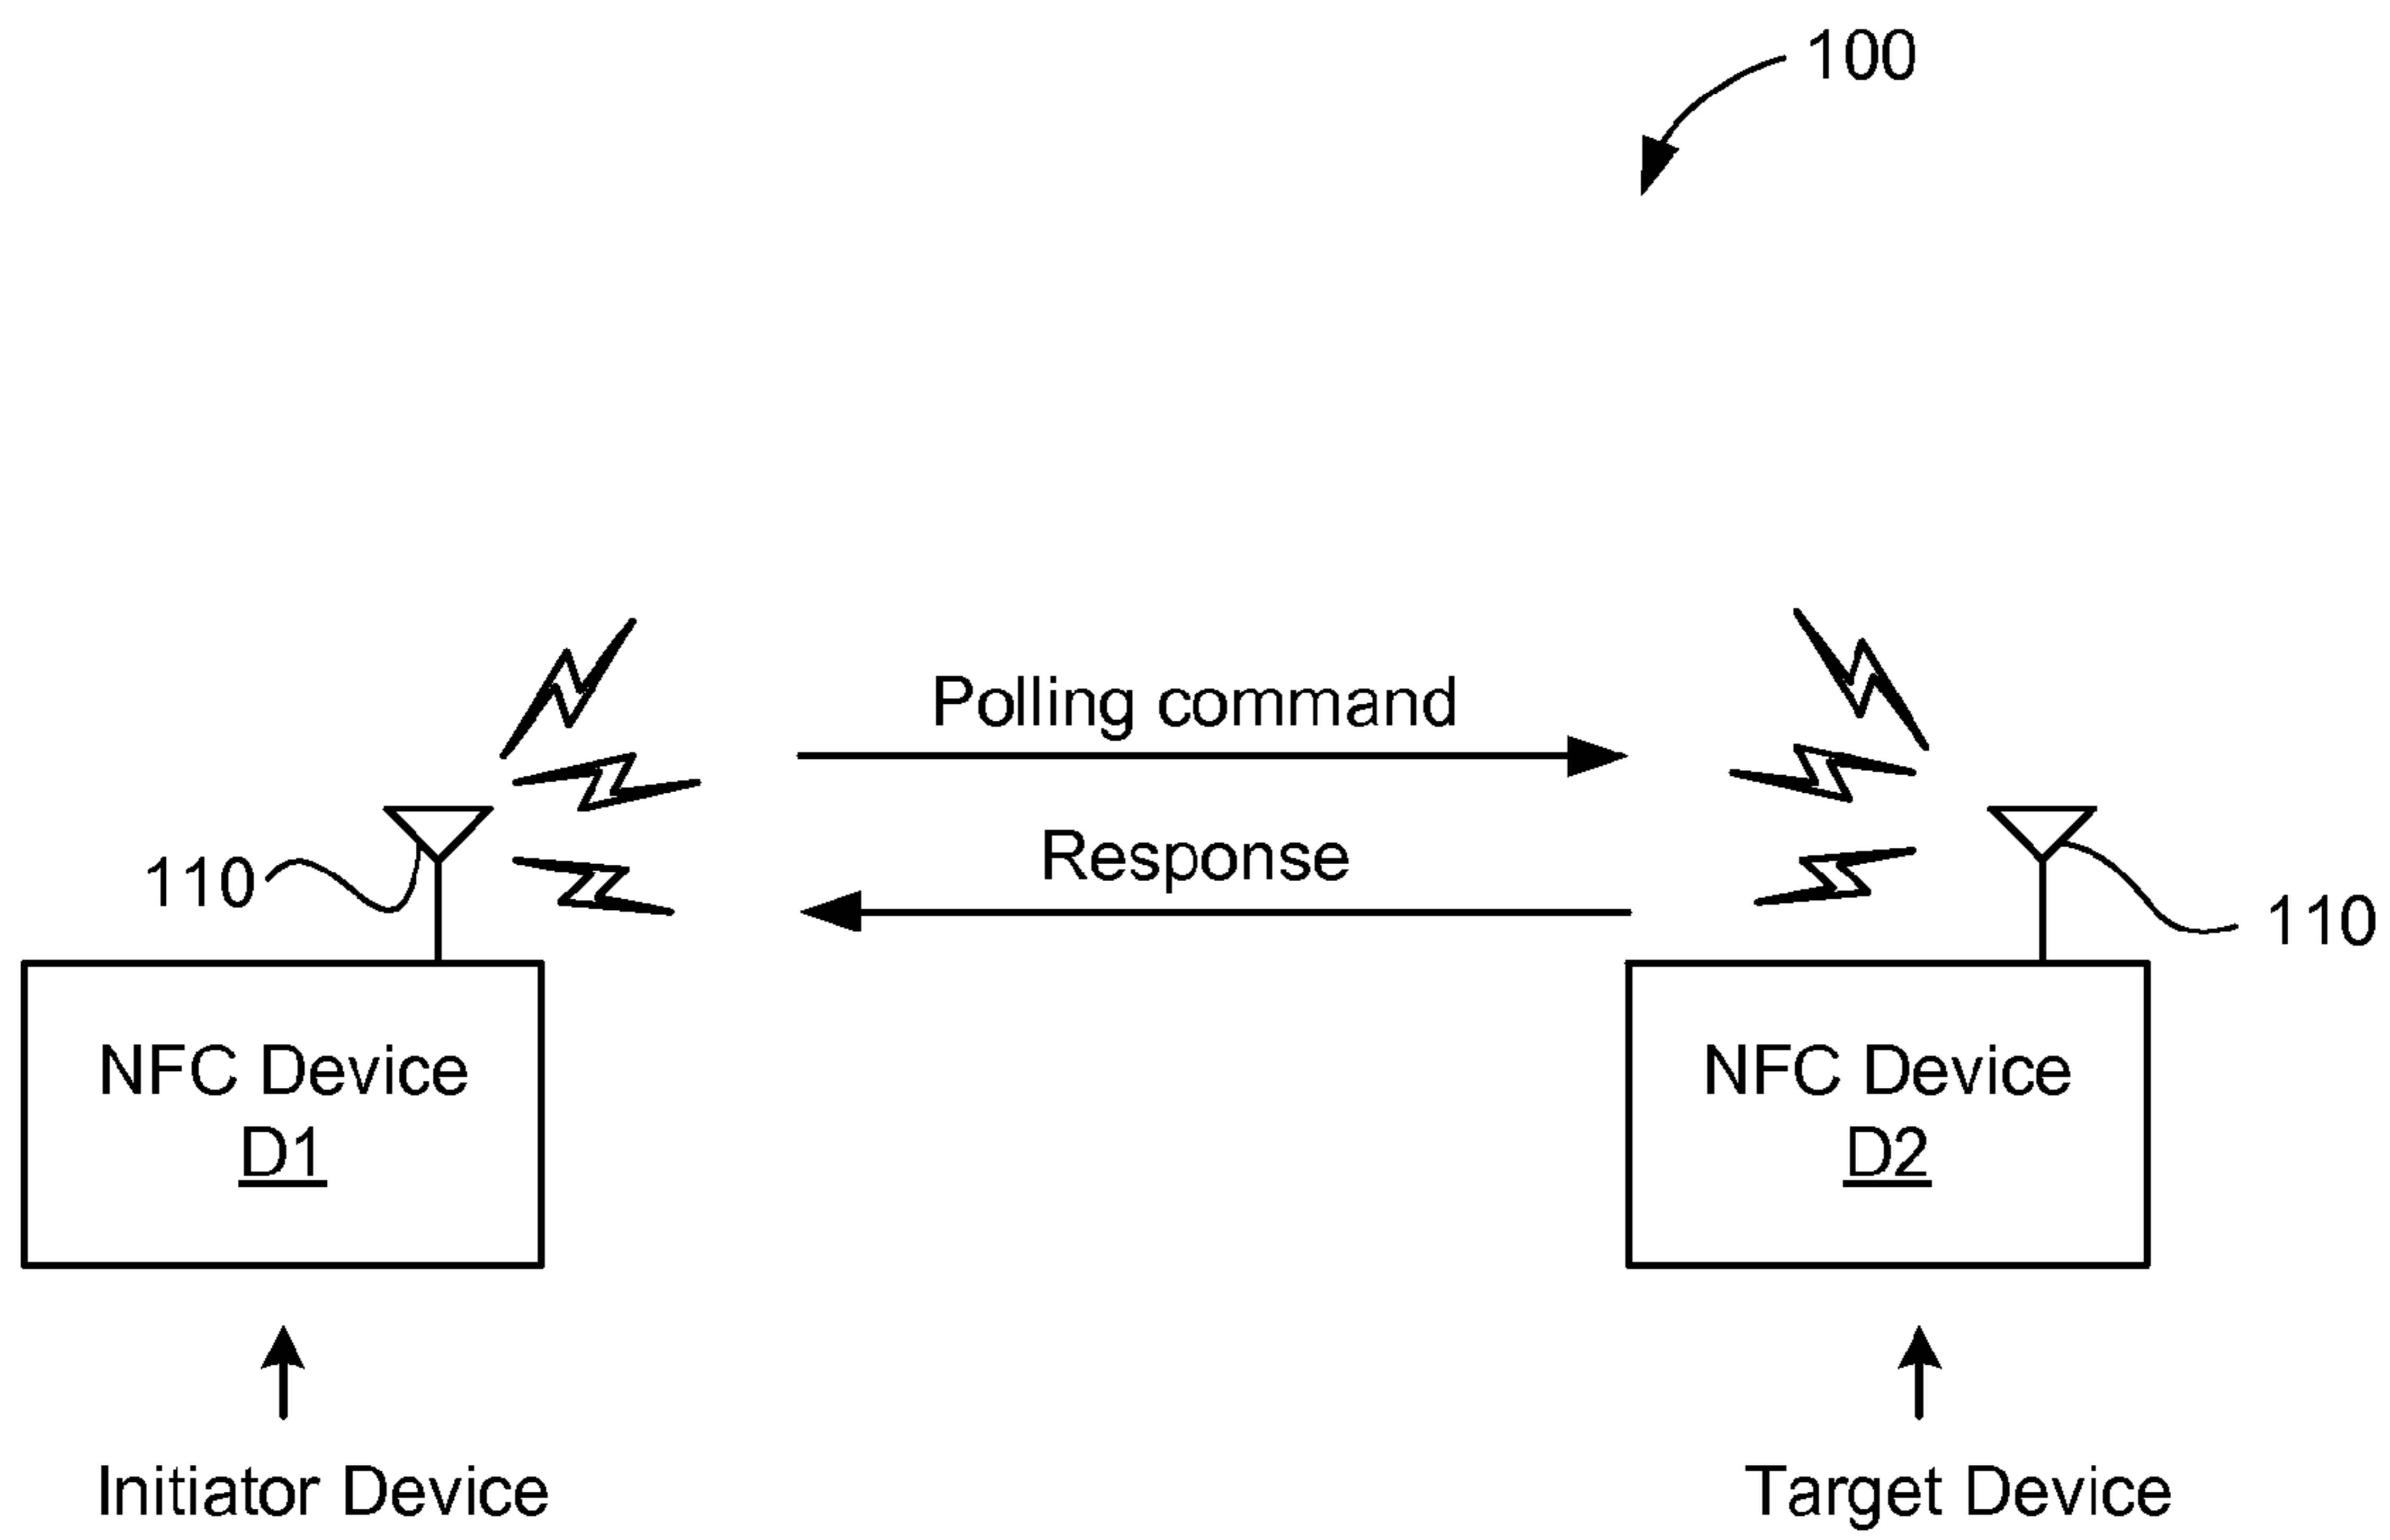 100
Polling command
Response
110
110
NFC Device
D1
NFC Device
D2
Initiator Device
Target Device